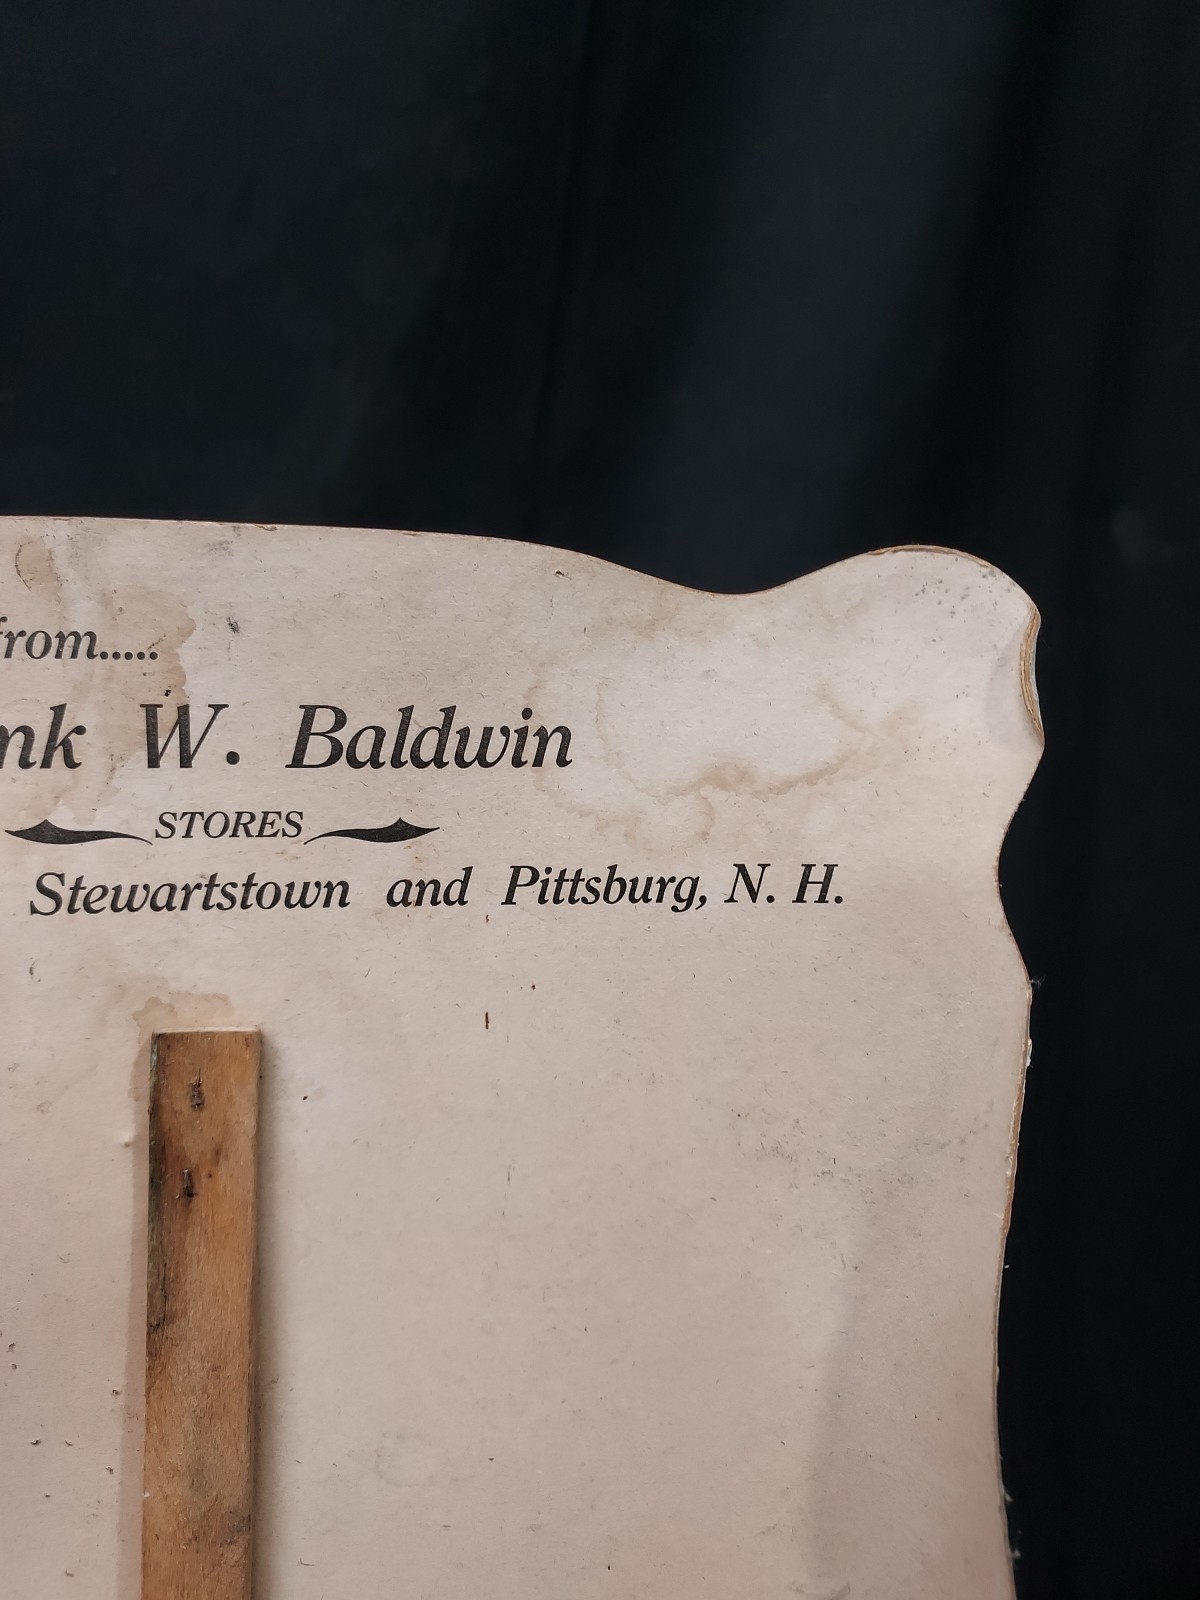 from.....
nk W. Baldwin
STORES
Stewartstown and Pittsburg, N. H.